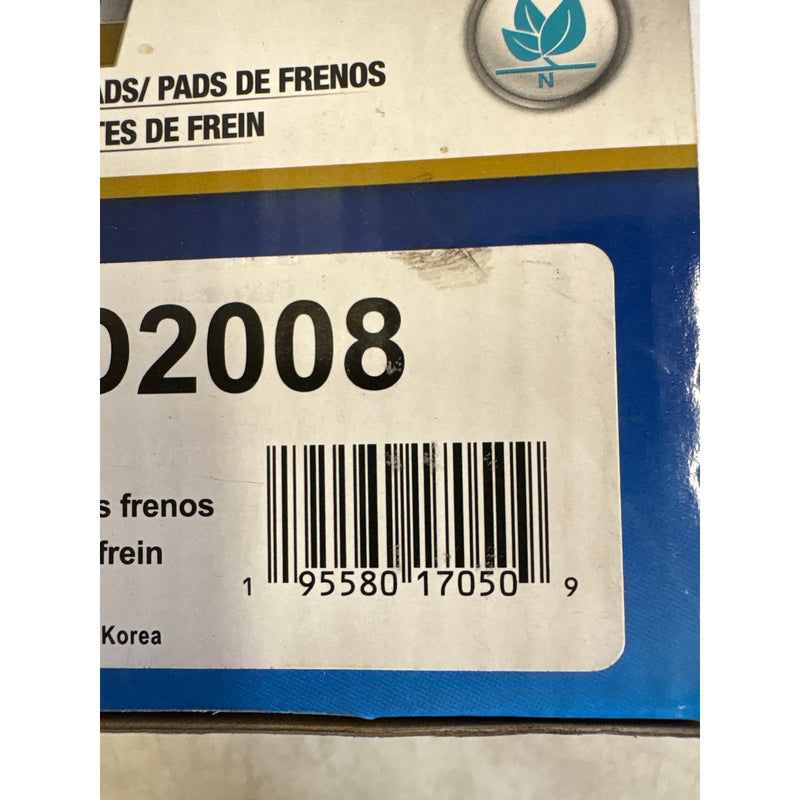 ADS/ PADS DE FRENOS
TES DE FREIN
N
D2008
s frenos
frein
Korea
1 95580 17050 9